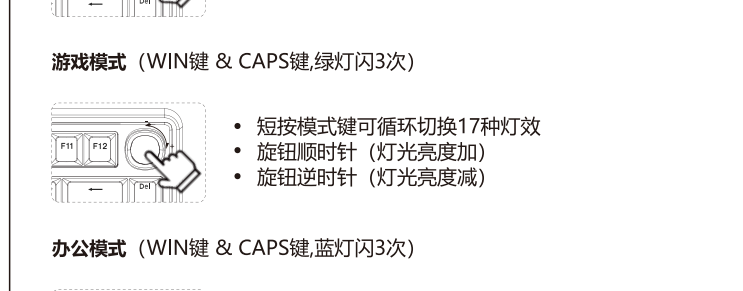 Del
游戏模式（WIN键 & CAPS键,绿灯闪3次）
F11 F12
Del
• 短按模式键可循环切换17种灯效
• 旋钮顺时针（灯光亮度加）
• 旋钮逆时针（灯光亮度减）
办公模式（WIN键 & CAPS键,蓝灯闪3次）